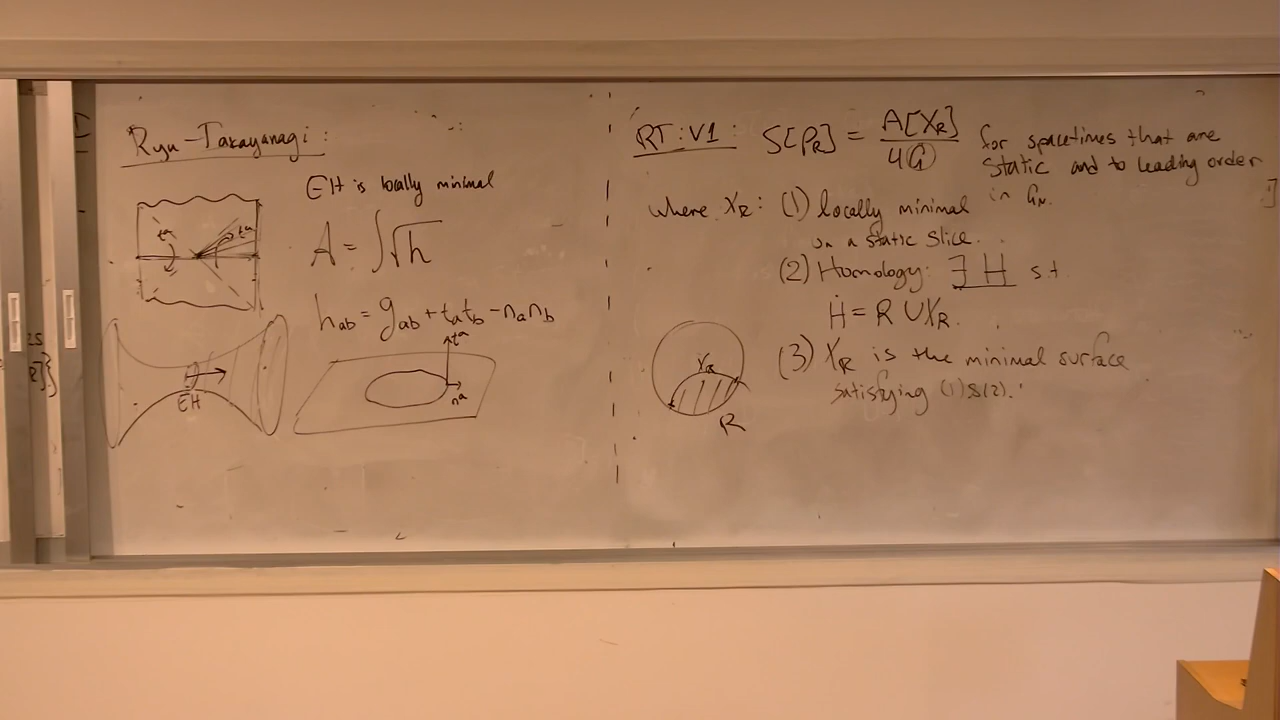 Ryu-Takayanagi:
EH is locally minimal
A = ∫√h
h_ab = g_ab + t_a t_b - n_a n_b
t^a
t^a
EH
t^a
n^a
RT: V1: S[ρ_R] = A[X_R] / 4G for spacetimes that are
static and to leading order
in G_N.
where X_R: (1) locally minimal
on a static slice.
(2) Homology: ∃ H s.t
Ḣ = R ∪ X_R.
(3) X_R is the minimal surface
satisfying (1) & (2).
R